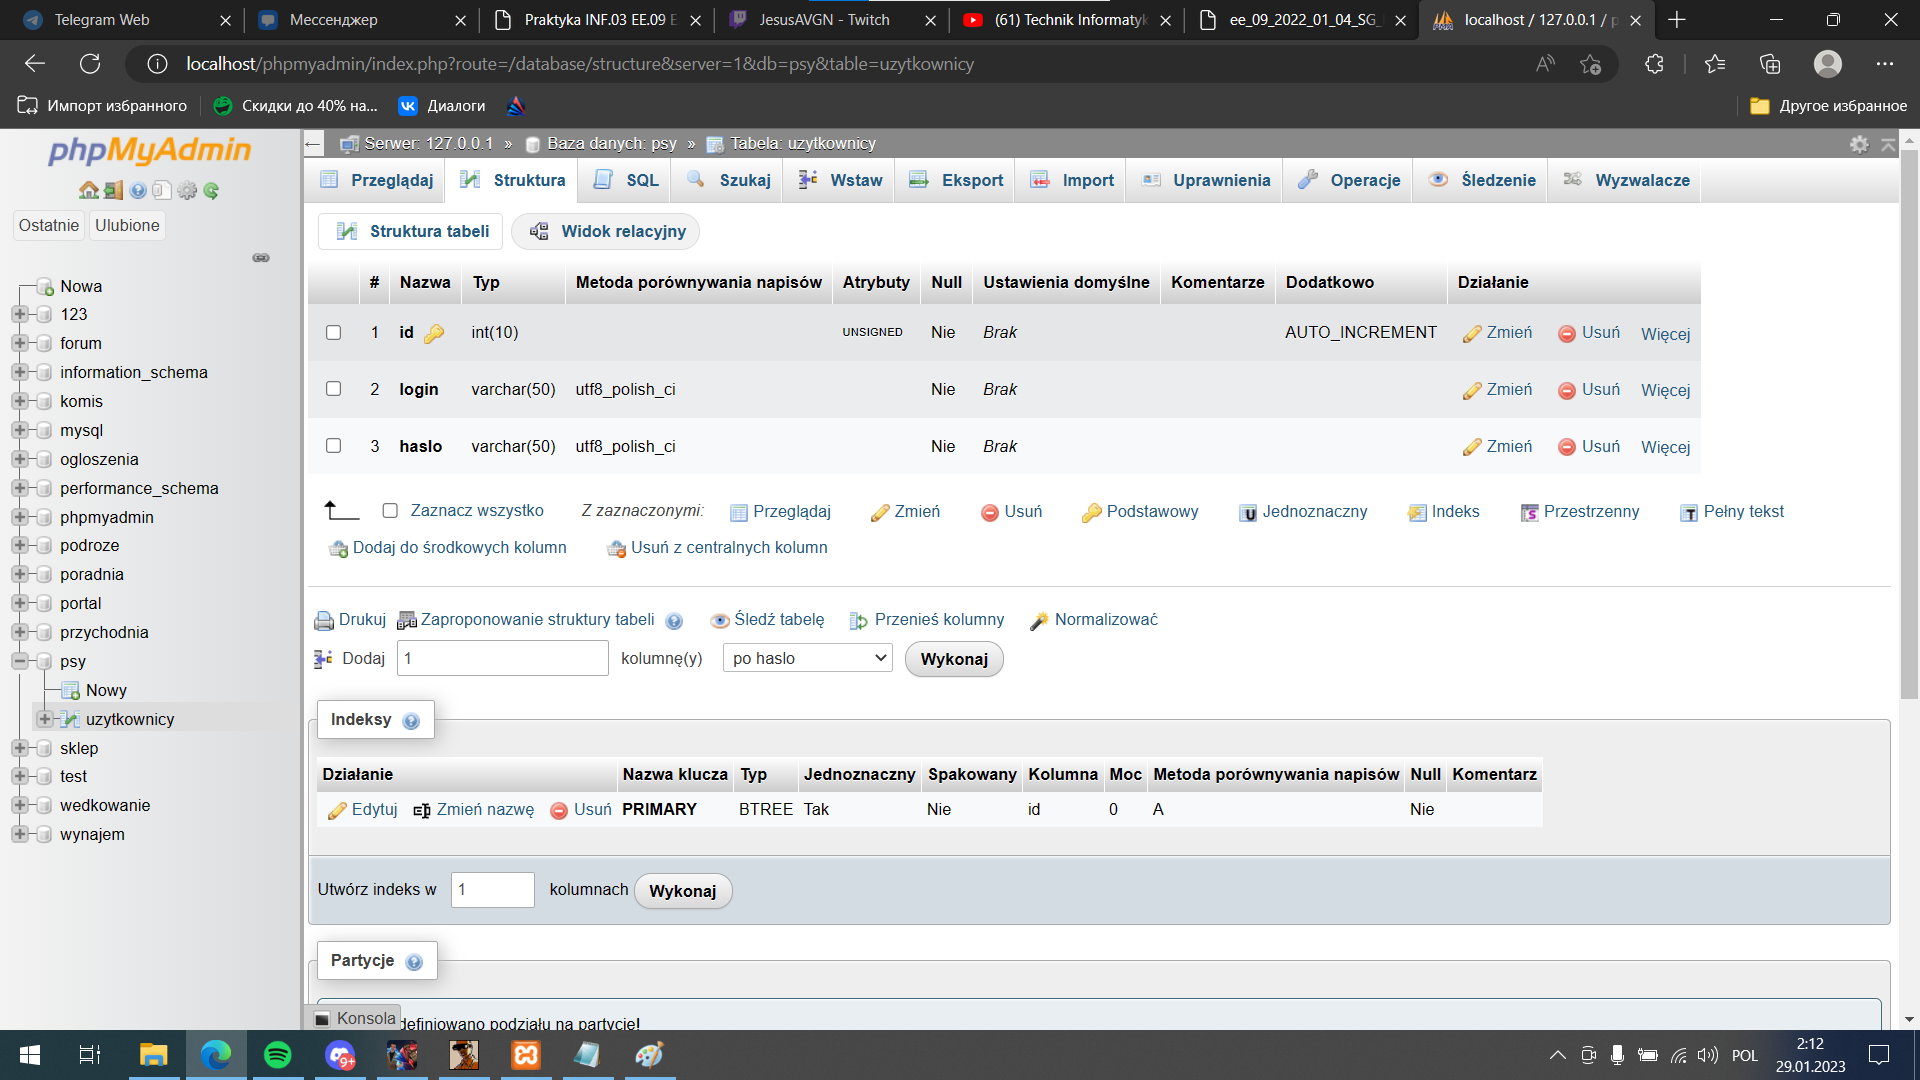 Telegram Web
Мессенджер
Praktyka INF.03 EE.09 E
JesusAVGN - Twitch
(61) Technik Informatyk
ee_09_2022_01_04_SG_
localhost / 127.0.0.1 / p
localhost/phpmyadmin/index.php?route=/database/structure&server=1&db=psy&table=uzytkownicy
Импорт избранного
Скидки до 40% на...
Диалоги
Другое избранное
phpMyAdmin
Ostatnie
Ulubione
Nowa
123
forum
information_schema
komis
mysql
ogloszenia
performance_schema
phpmyadmin
podroze
poradnia
portal
przychodnia
psy
Nowy
uzytkownicy
sklep
test
wedkowanie
wynajem
Serwer: 127.0.0.1 » Baza danych: psy » Tabela: uzytkownicy
Przeglądaj Struktura SQL Szukaj Wstaw Eksport Import Uprawnienia Operacje Śledzenie Wyzwalacze
Struktura tabeli Widok relacyjny
# Nazwa Typ Metoda porównywania napisów Atrybuty Null Ustawienia domyślne Komentarze Dodatkowo Działanie
1 id int(10) UNSIGNED Nie Brak AUTO_INCREMENT Zmień Usuń Więcej
2 login varchar(50) utf8_polish_ci Nie Brak Zmień Usuń Więcej
3 haslo varchar(50) utf8_polish_ci Nie Brak Zmień Usuń Więcej
Zaznacz wszystko Z zaznaczonymi: Przeglądaj Zmień Usuń Podstawowy Jednoznaczny Indeks Przestrzenny Pełny tekst
Dodaj do środkowych kolumn Usuń z centralnych kolumn
Drukuj Zaproponowanie struktury tabeli Śledź tabelę Przenieś kolumny Normalizować
Dodaj 1 kolumnę(y) po haslo Wykonaj
Indeksy
Działanie Nazwa klucza Typ Jednoznaczny Spakowany Kolumna Moc Metoda porównywania napisów Null Komentarz
Edytuj Zmień nazwę Usuń PRIMARY BTREE Tak Nie id 0 A Nie
Utwórz indeks w 1 kolumnach Wykonaj
Partycje
definiowano podziału na partycje!
Konsola
9+
POL
2:12
29.01.2023